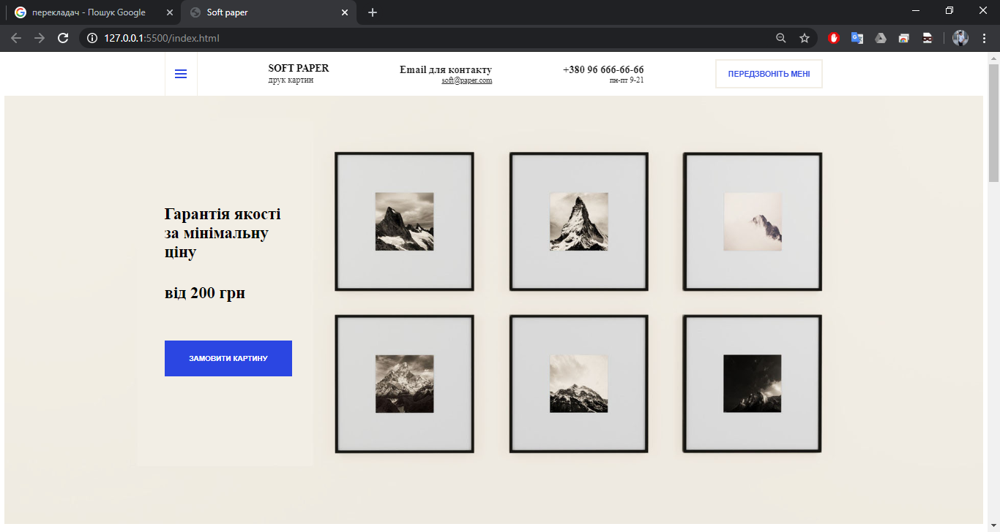 перекладач - Пошук Google
Soft paper
127.0.0.1:5500/index.html
SOFT PAPER
друк картин
Email для контакту
soft@paper.com
+380 96 666-66-66
пн-пт 9-21
ПЕРЕДЗВОНІТЬ МЕНІ
Гарантія якості
за мінімальну
ціну
від 200 грн
ЗАМОВИТИ КАРТИНУ